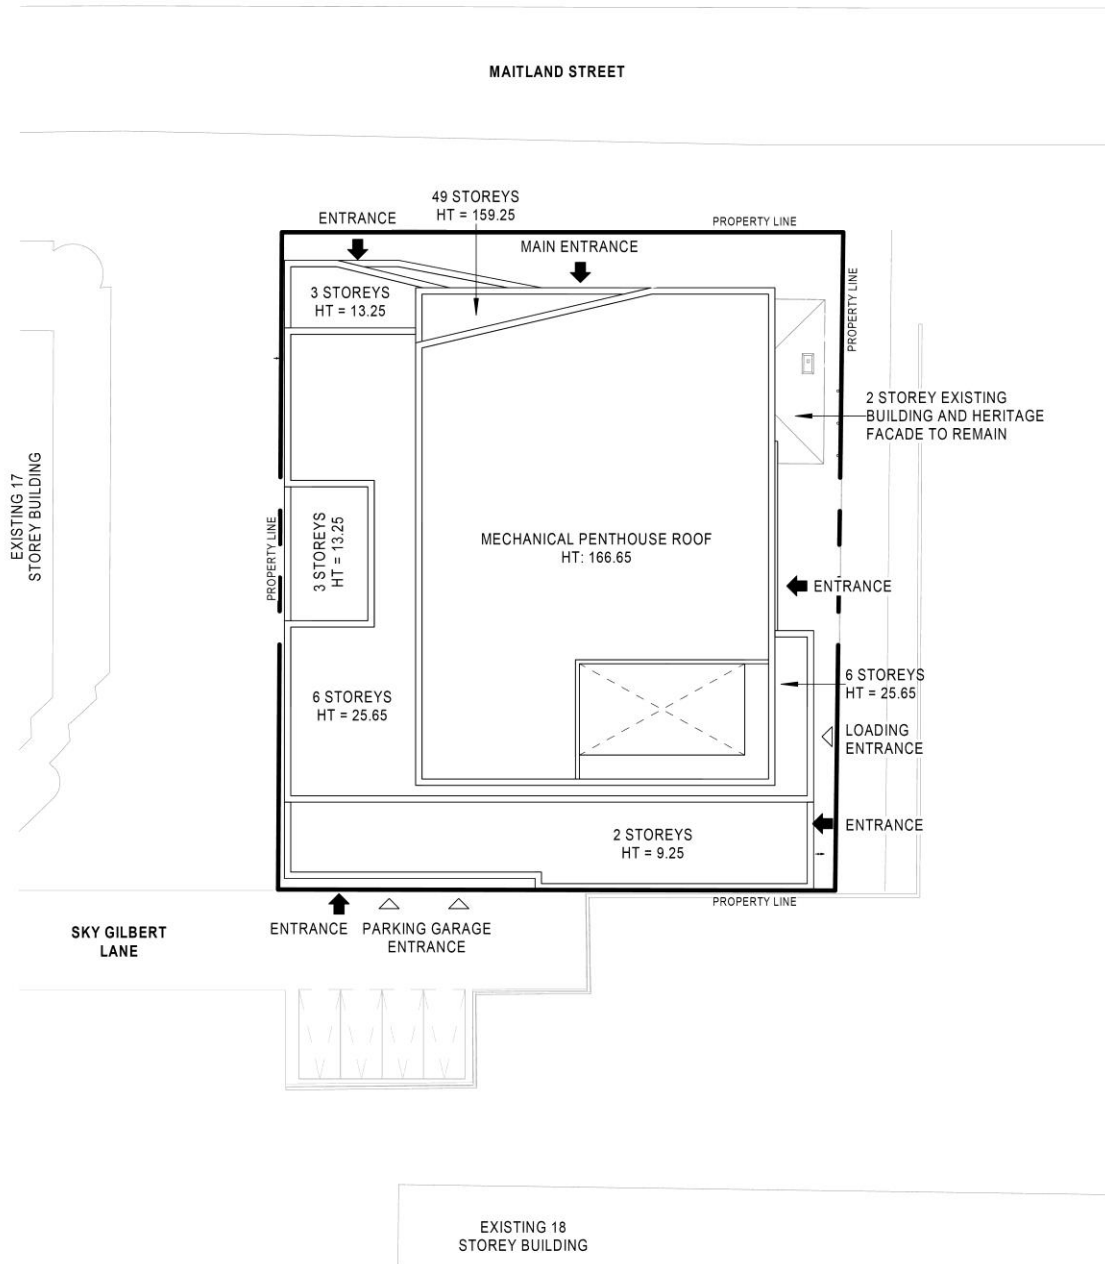 MAITLAND STREET
49 STOREYS
HT = 159.25
ENTRANCE
PROPERTY LINE
MAIN ENTRANCE
3 STOREYS
HT = 13.25
PROPERTY LINE
2 STOREY EXISTING
BUILDING AND HERITAGE
FACADE TO REMAIN
EXISTING 17
STOREY BUILDING
PROPERTY LINE
3 STOREYS
HT = 13.25
MECHANICAL PENTHOUSE ROOF
HT: 166.65
ENTRANCE
6 STOREYS
HT = 25.65
6 STOREYS
HT = 25.65
LOADING
ENTRANCE
2 STOREYS
HT = 9.25
ENTRANCE
PROPERTY LINE
SKY GILBERT
LANE
ENTRANCE
PARKING GARAGE
ENTRANCE
EXISTING 18
STOREY BUILDING